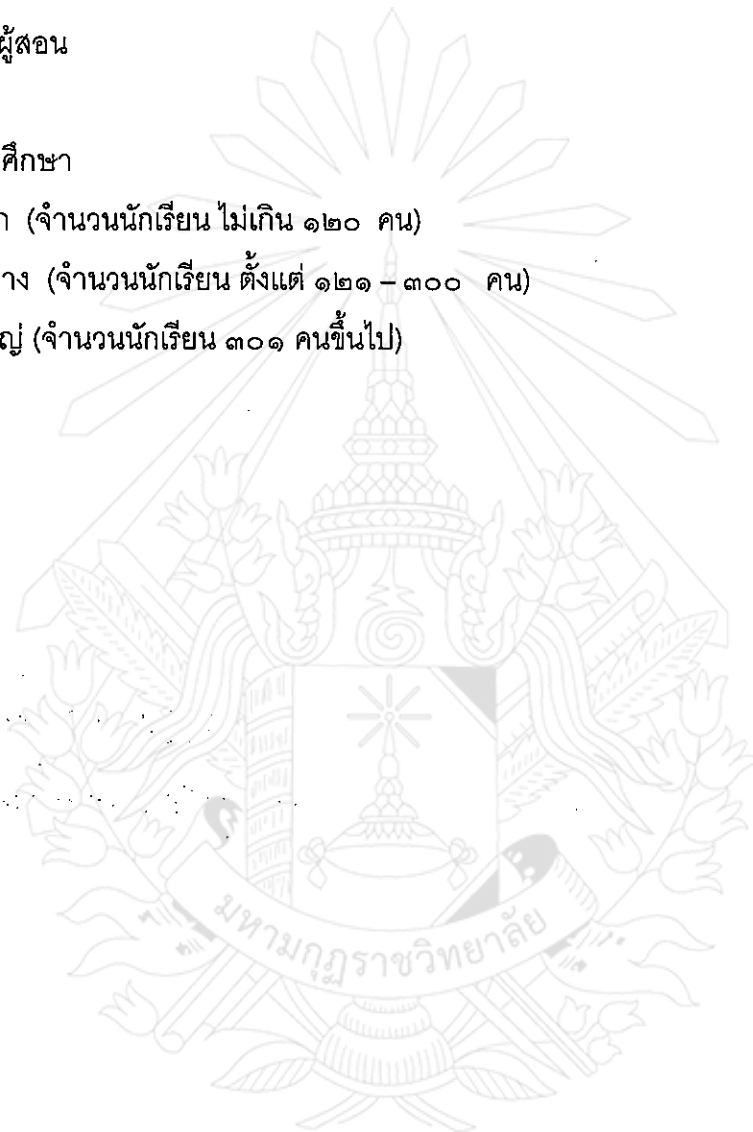 ผู้สอน
ศึกษา
(จำนวนนักเรียน ไม่เกิน ๑๒๐ คน)
าง (จำนวนนักเรียน ตั้งแต่ ๑๒๑ – ๓๐๐ คน)
ญ่ (จำนวนนักเรียน ๓๐๑ คนขึ้นไป)
มหามกุฏราชวิทยาลัย